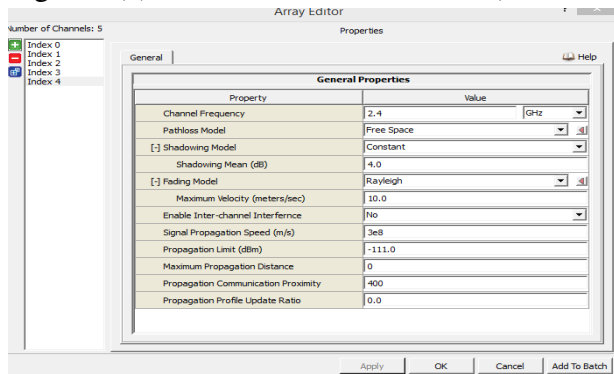 Array Editor ?
Number of Channels: 5 Properties
Index 0
Index 1
Index 2
Index 3
Index 4
General Help
General Properties
Property Value
Channel Frequency 2.4 GHz
Pathloss Model Free Space
[-] Shadowing Model Constant
Shadowing Mean (dB) 4.0
[-] Fading Model Rayleigh
Maximum Velocity (meters/sec) 10.0
Enable Inter-channel Interfernce No
Signal Propagation Speed (m/s) 3e8
Propagation Limit (dBm) -111.0
Maximum Propagation Distance 0
Propagation Communication Proximity 400
Propagation Profile Update Ratio 0.0
Apply OK Cancel Add To Batch